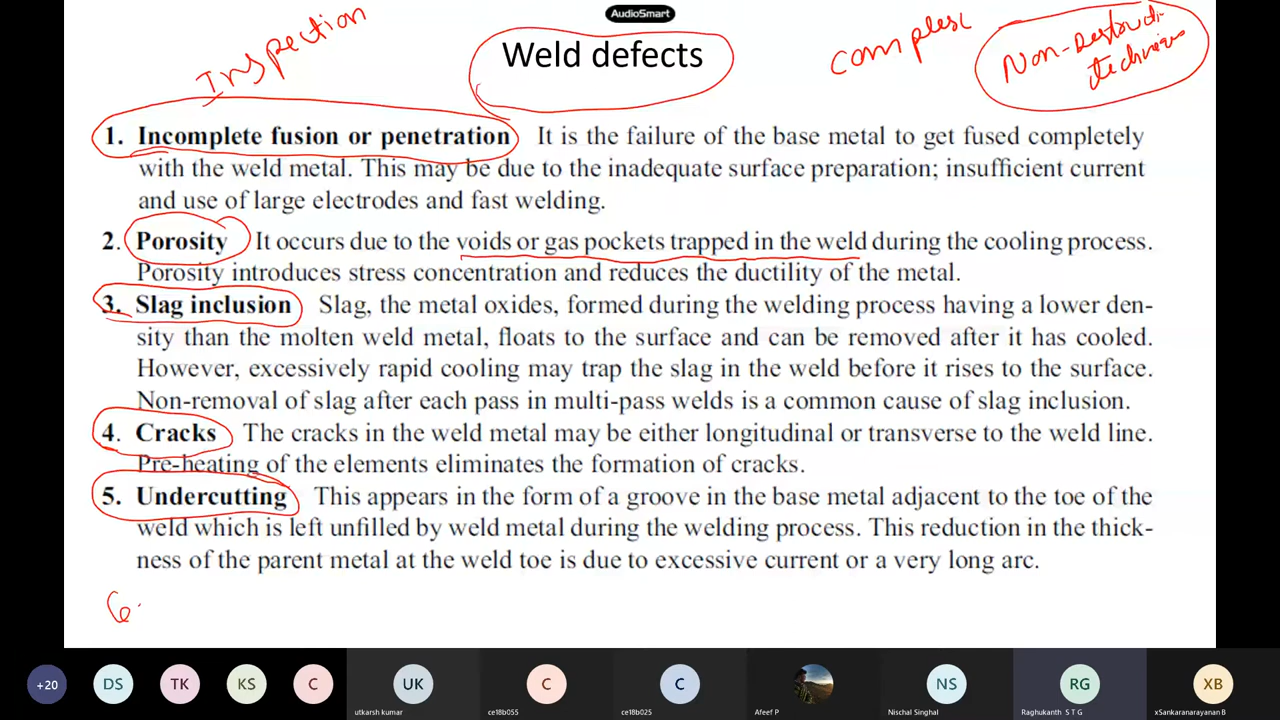 AudioSmart
Inspection
Weld defects
Complex
Non-Destructi
techniques
1. Incomplete fusion or penetration It is the failure of the base metal to get fused completely
with the weld metal. This may be due to the inadequate surface preparation; insufficient current
and use of large electrodes and fast welding.
2. Porosity It occurs due to the voids or gas pockets trapped in the weld during the cooling process.
Porosity introduces stress concentration and reduces the ductility of the metal.
3. Slag inclusion Slag, the metal oxides, formed during the welding process having a lower den-
sity than the molten weld metal, floats to the surface and can be removed after it has cooled.
However, excessively rapid cooling may trap the slag in the weld before it rises to the surface.
Non-removal of slag after each pass in multi-pass welds is a common cause of slag inclusion.
4. Cracks The cracks in the weld metal may be either longitudinal or transverse to the weld line.
Pre-heating of the elements eliminates the formation of cracks.
5. Undercutting This appears in the form of a groove in the base metal adjacent to the toe of the
weld which is left unfilled by weld metal during the welding process. This reduction in the thick-
ness of the parent metal at the weld toe is due to excessive current or a very long arc.
6.
+20 DS TK KS C UK C C NS RG XB
utkarsh kumar ce18b055 ce18b025 Afeef P Nischal Singhal Raghukanth S T G xSankaranarayanan B